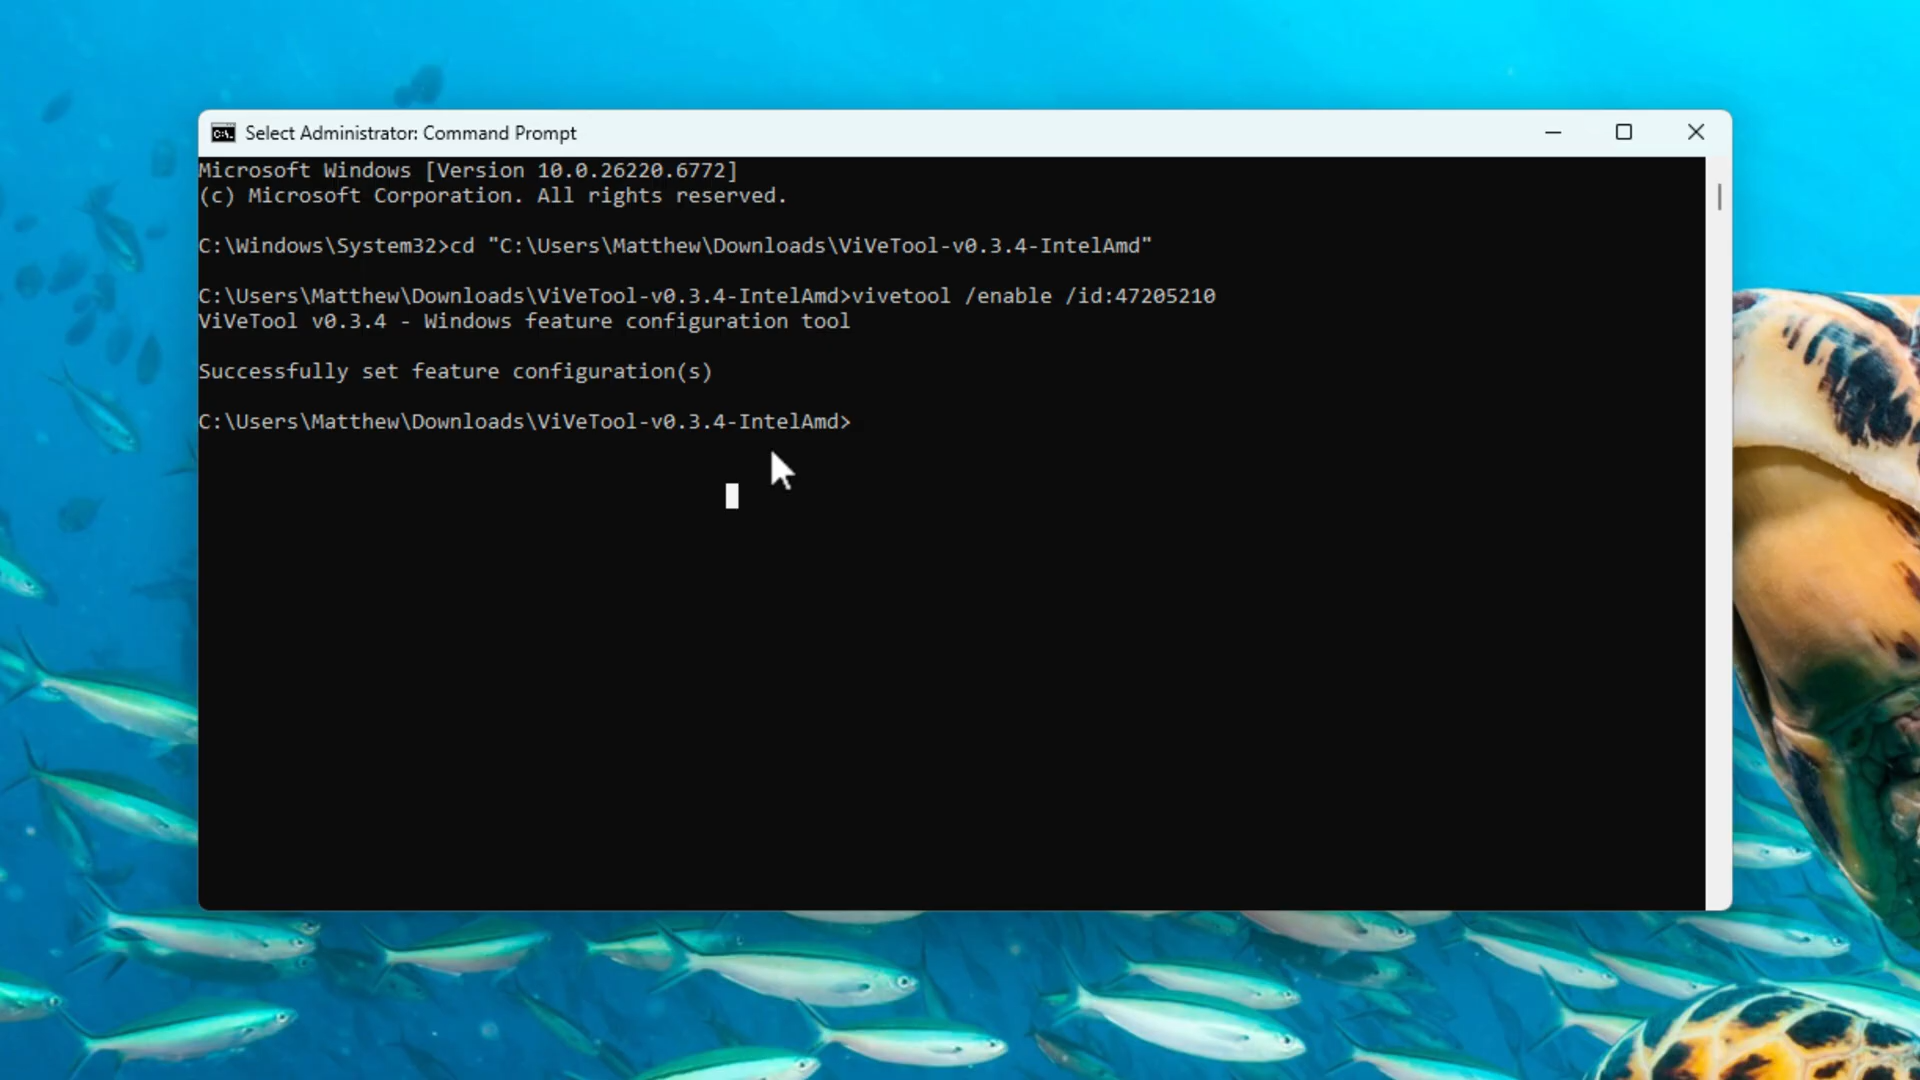 Select Administrator: Command Prompt
Microsoft Windows [Version 10.0.26220.6772]
(c) Microsoft Corporation. All rights reserved.
C:\Windows\System32>cd "C:\Users\Matthew\Downloads\ViVeTool-v0.3.4-IntelAmd"
C:\Users\Matthew\Downloads\ViVeTool-v0.3.4-IntelAmd>vivetool /enable /id:47205210
ViVeTool v0.3.4 - Windows feature configuration tool
Successfully set feature configuration(s)
C:\Users\Matthew\Downloads\ViVeTool-v0.3.4-IntelAmd>